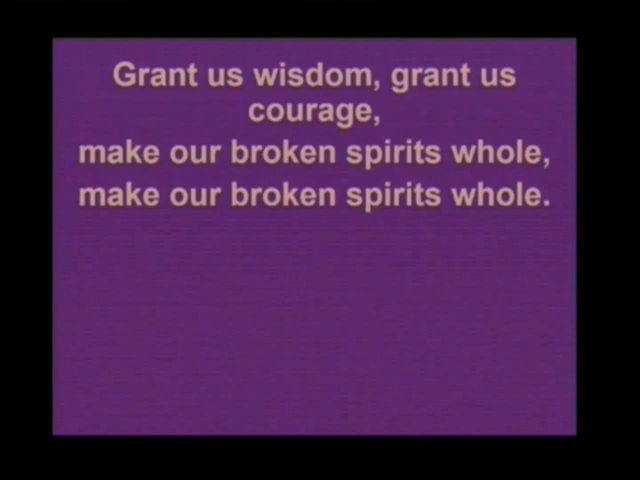 Grant us wisdom, grant us
courage,
make our broken spirits whole,
make our broken spirits whole.